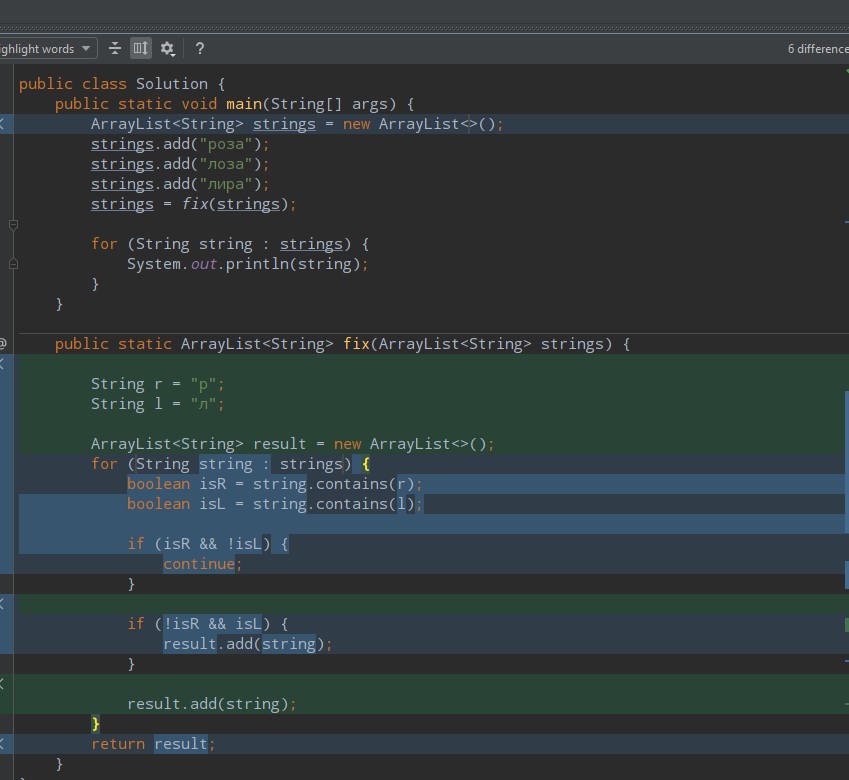 ighlight words ?
6 difference
public class Solution {
    public static void main(String[] args) {
        ArrayList<String> strings = new ArrayList<>();
        strings.add("роза");
        strings.add("лоза");
        strings.add("лира");
        strings = fix(strings);
        for (String string : strings) {
            System.out.println(string);
        }
    }
@
    public static ArrayList<String> fix(ArrayList<String> strings) {
        String r = "р";
        String l = "л";
        ArrayList<String> result = new ArrayList<>();
        for (String string : strings) {
            boolean isR = string.contains(r);
            boolean isL = string.contains(l);
            if (isR && !isL) {
                continue;
            }
            if (!isR && isL) {
                result.add(string);
            }
            result.add(string);
        }
        return result;
    }